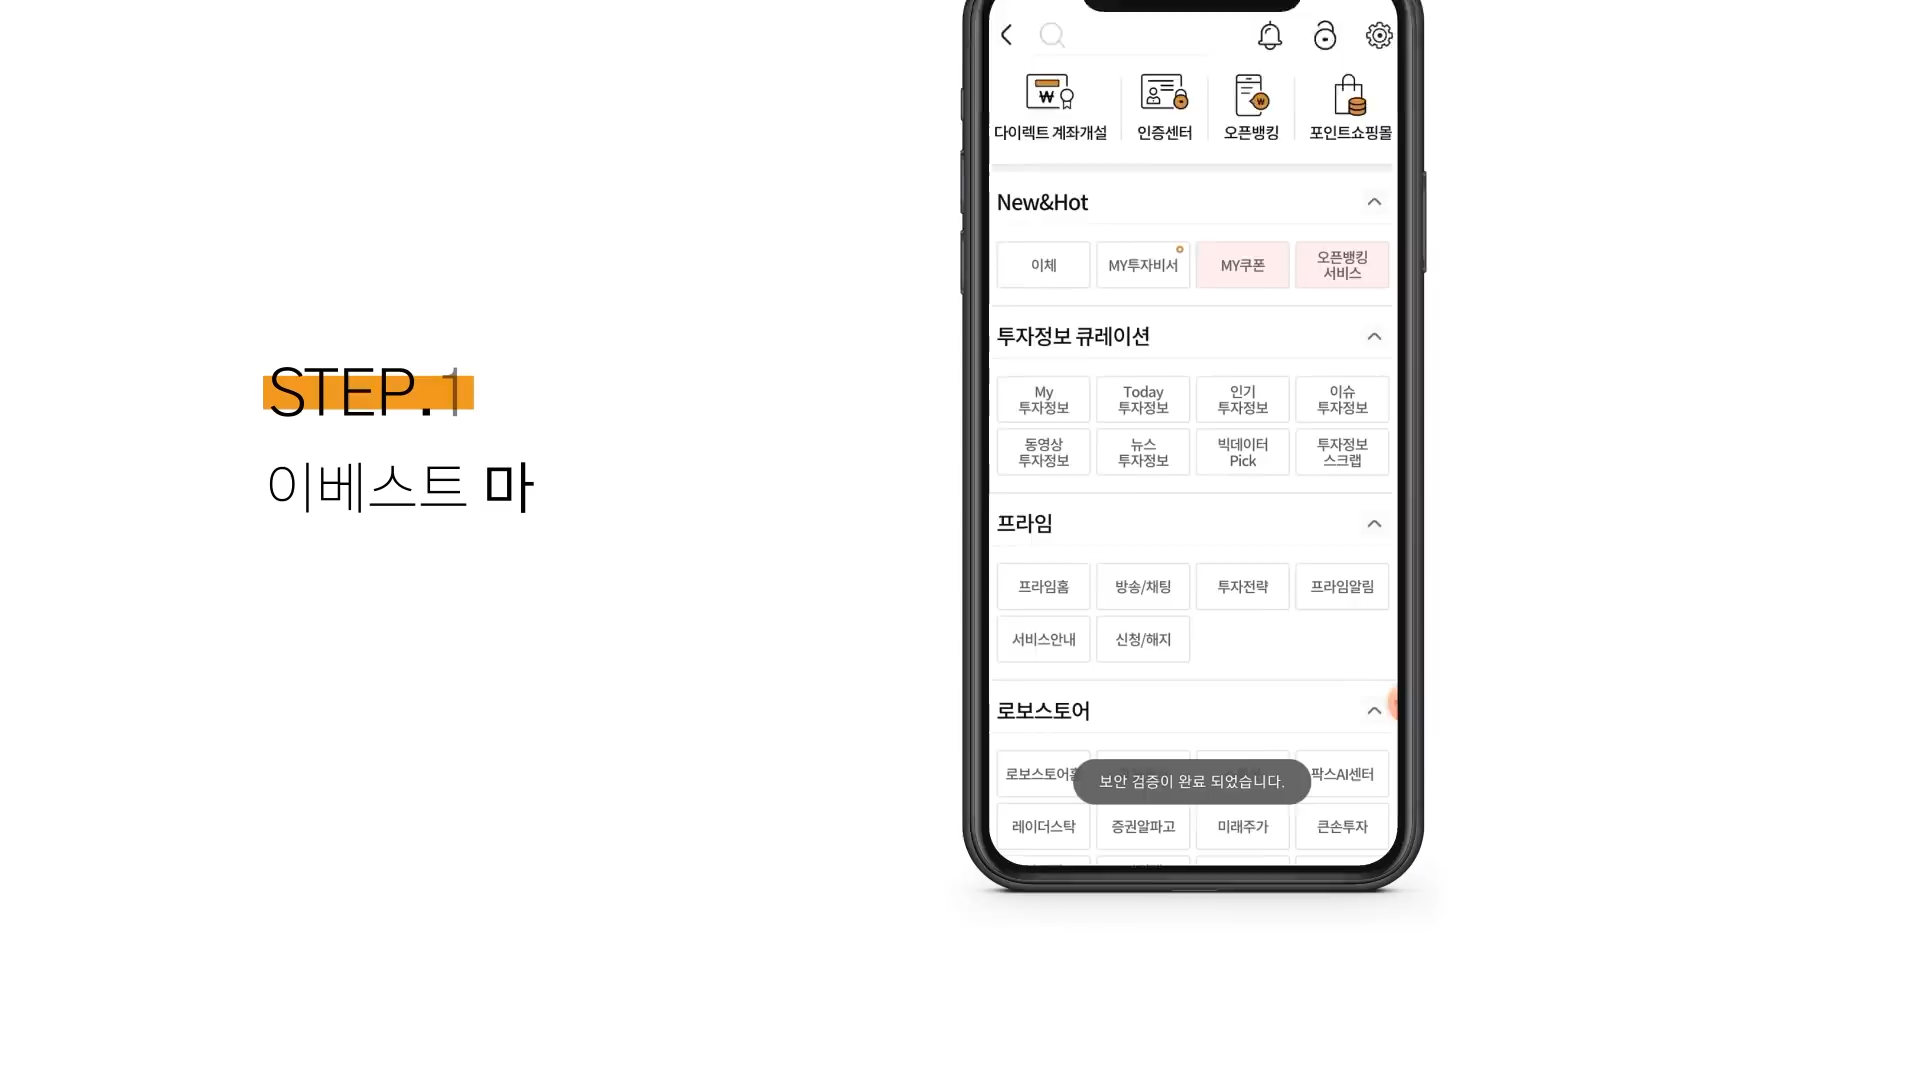 STEP.1
이베스트 마
다이렉트 계좌개설
인증센터
오픈뱅킹
포인트쇼핑몰
New&Hot
이체
MY투자비서
MY쿠폰
오픈뱅킹
서비스
투자정보 큐레이션
My
투자정보
Today
투자정보
인기
투자정보
이슈
투자정보
동영상
투자정보
뉴스
투자정보
빅데이터
Pick
투자정보
스크랩
프라임
프라임홈
방송/채팅
투자전략
프라임알림
서비스안내
신청/해지
로보스토어
로보스토어홈
팍스AI센터
보안 검증이 완료 되었습니다.
레이더스탁
증권알파고
미래주가
큰손투자